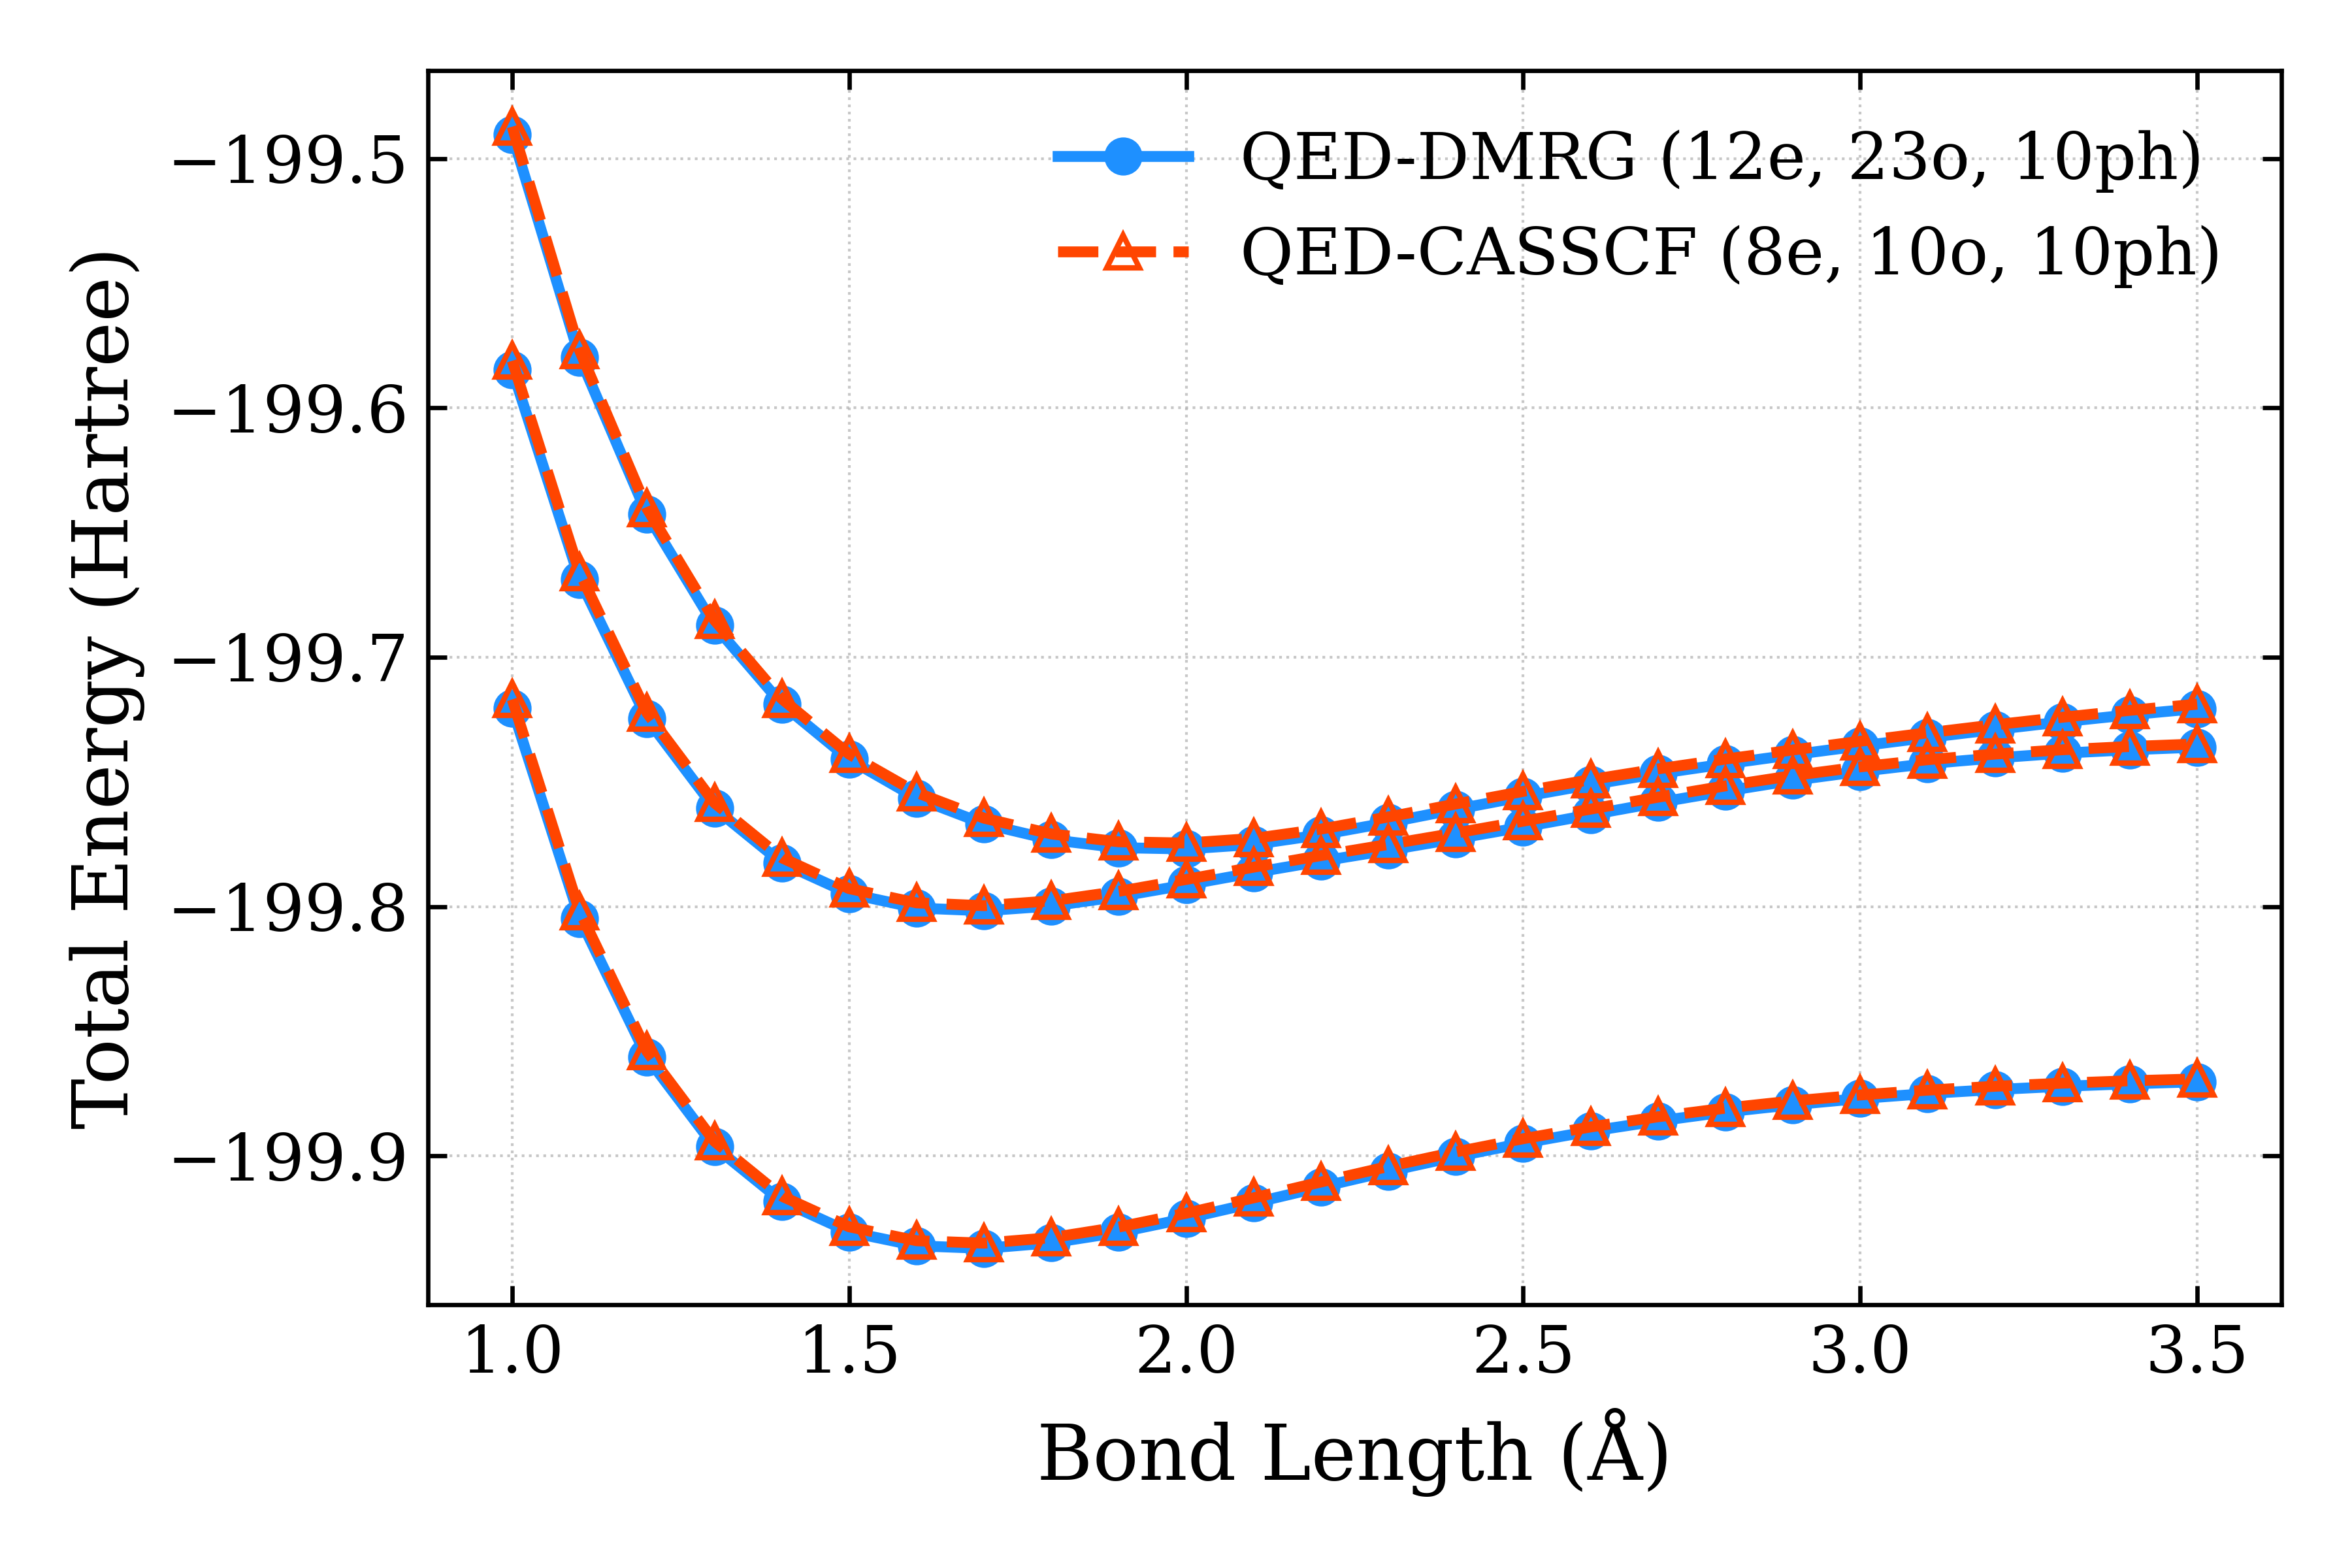 QED-DMRG (12e, 23o, 10ph)
QED-CASSCF (8e, 10o, 10ph)
Total Energy (Hartree)
−199.5
−199.6
−199.7
−199.8
−199.9
1.0 1.5 2.0 2.5 3.0 3.5
Bond Length (Å)